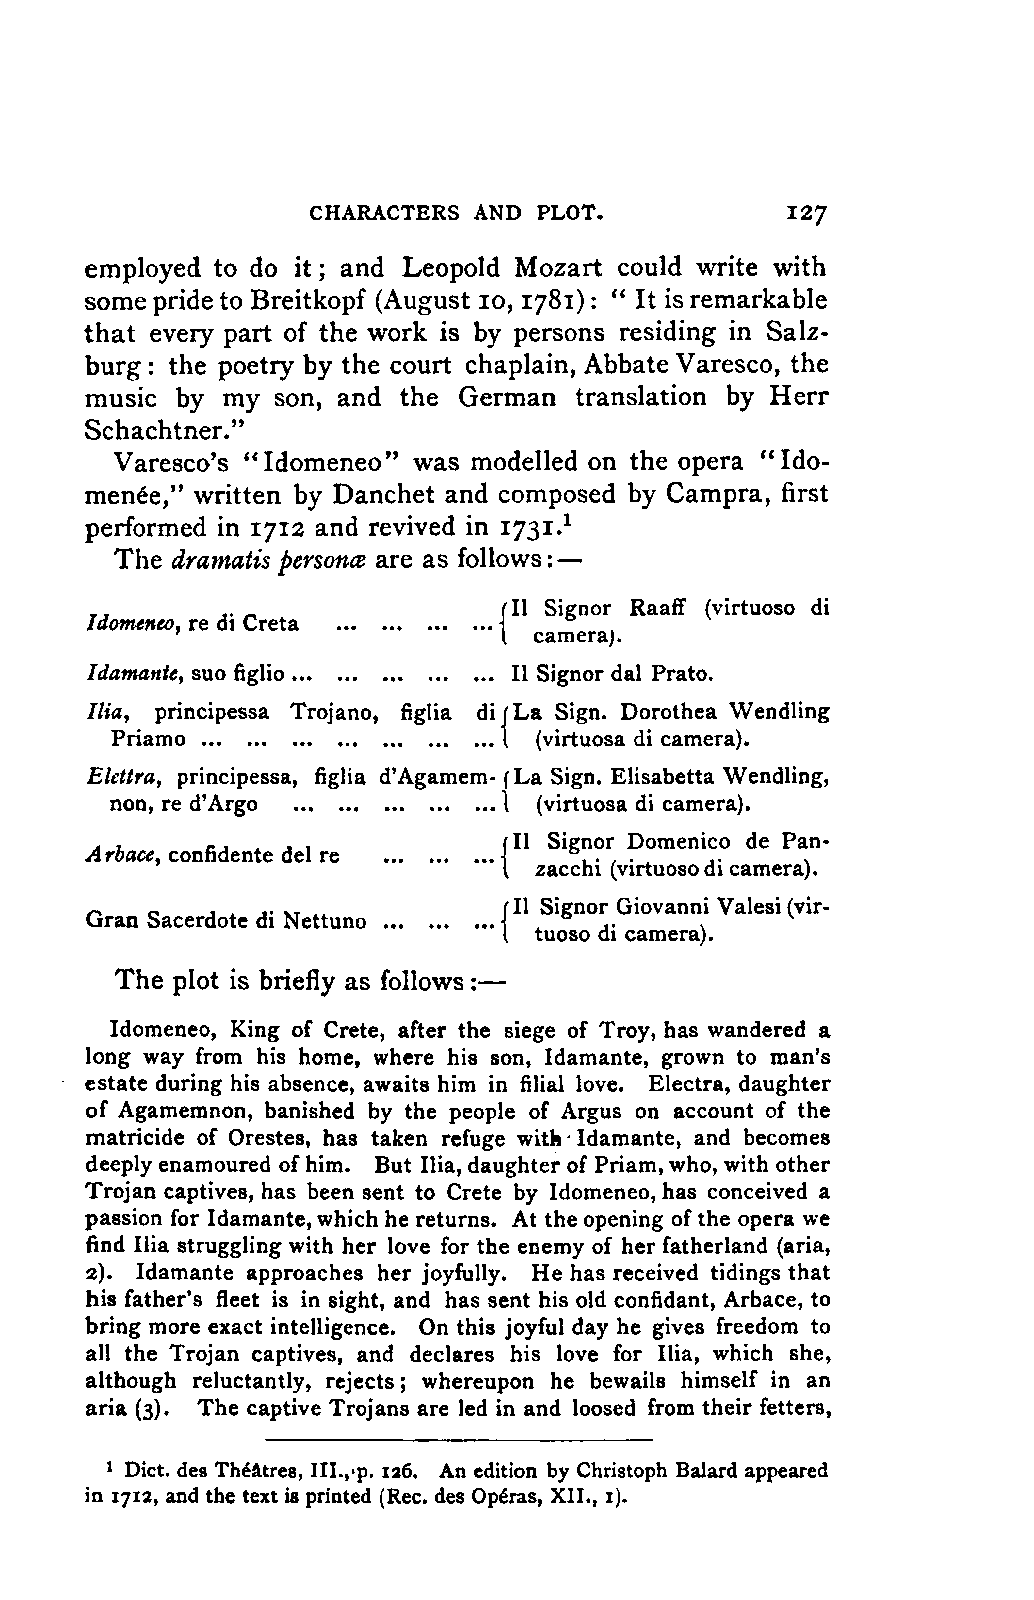 CHARACTERS AND PLOT. 127
employed to do it; and Leopold Mozart could write with
some pride to Breitkopf (August 10, 1781): "It is remarkable
that every part of the work is by persons residing in Salz-
burg: the poetry by the court chaplain, Abbate Varesco, the
music by my son, and the German translation by Herr
Schachtner."
Varesco's "Idomeneo" was modelled on the opera "Ido-
menée," written by Danchet and composed by Campra, first
performed in 1712 and revived in 1731.¹
The dramatis personæ are as follows:—
Idomeneo, re di Creta ... ... ... ... { Il Signor Raaff (virtuoso di
camera).
Idamante, suo figlio ... ... ... ... ... Il Signor dal Prato.
Ilia, principessa Trojano, figlia di { La Sign. Dorothea Wendling
Priamo ... ... ... ... ... ... ... (virtuosa di camera).
Elettra, principessa, figlia d'Agamem- { La Sign. Elisabetta Wendling,
non, re d'Argo ... ... ... ... ... (virtuosa di camera).
Arbace, confidente del re ... ... ... { Il Signor Domenico de Pan-
zacchi (virtuoso di camera).
Gran Sacerdote di Nettuno ... ... ... { Il Signor Giovanni Valesi (vir-
tuoso di camera).
The plot is briefly as follows:—
Idomeneo, King of Crete, after the siege of Troy, has wandered a
long way from his home, where his son, Idamante, grown to man's
estate during his absence, awaits him in filial love. Electra, daughter
of Agamemnon, banished by the people of Argus on account of the
matricide of Orestes, has taken refuge with Idamante, and becomes
deeply enamoured of him. But Ilia, daughter of Priam, who, with other
Trojan captives, has been sent to Crete by Idomeneo, has conceived a
passion for Idamante, which he returns. At the opening of the opera we
find Ilia struggling with her love for the enemy of her fatherland (aria,
2). Idamante approaches her joyfully. He has received tidings that
his father's fleet is in sight, and has sent his old confidant, Arbace, to
bring more exact intelligence. On this joyful day he gives freedom to
all the Trojan captives, and declares his love for Ilia, which she,
although reluctantly, rejects; whereupon he bewails himself in an
aria (3). The captive Trojans are led in and loosed from their fetters,
¹ Dict. des Théâtres, III., p. 126. An edition by Christoph Balard appeared
in 1712, and the text is printed (Rec. des Opéras, XII., 1).